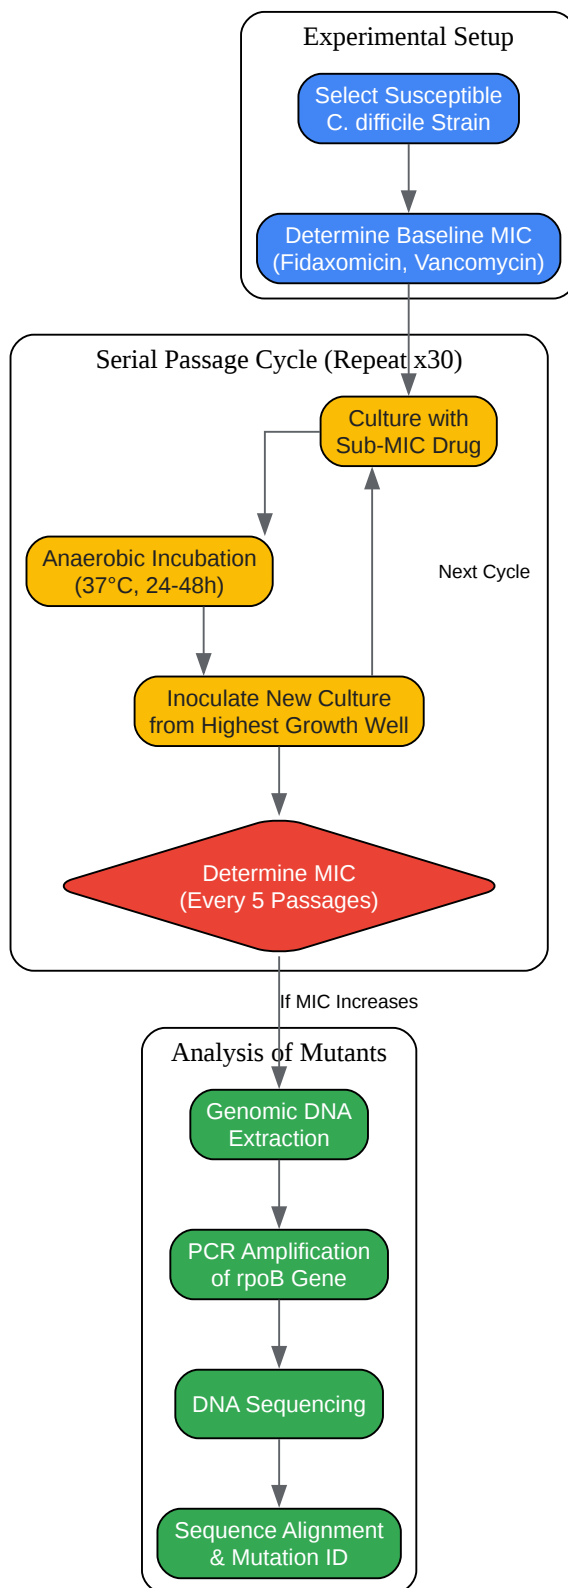 Experimental Setup
Select Susceptible
C. difficile Strain
Determine Baseline MIC
(Fidaxomicin, Vancomycin)
Serial Passage Cycle (Repeat x30)
Culture with
Sub-MIC Drug
Anaerobic Incubation
(37°C, 24-48h)
Next Cycle
Inoculate New Culture
from Highest Growth Well
Determine MIC
(Every 5 Passages)
If MIC Increases
Analysis of Mutants
Genomic DNA
Extraction
PCR Amplification
of rpoB Gene
DNA Sequencing
Sequence Alignment
& Mutation ID